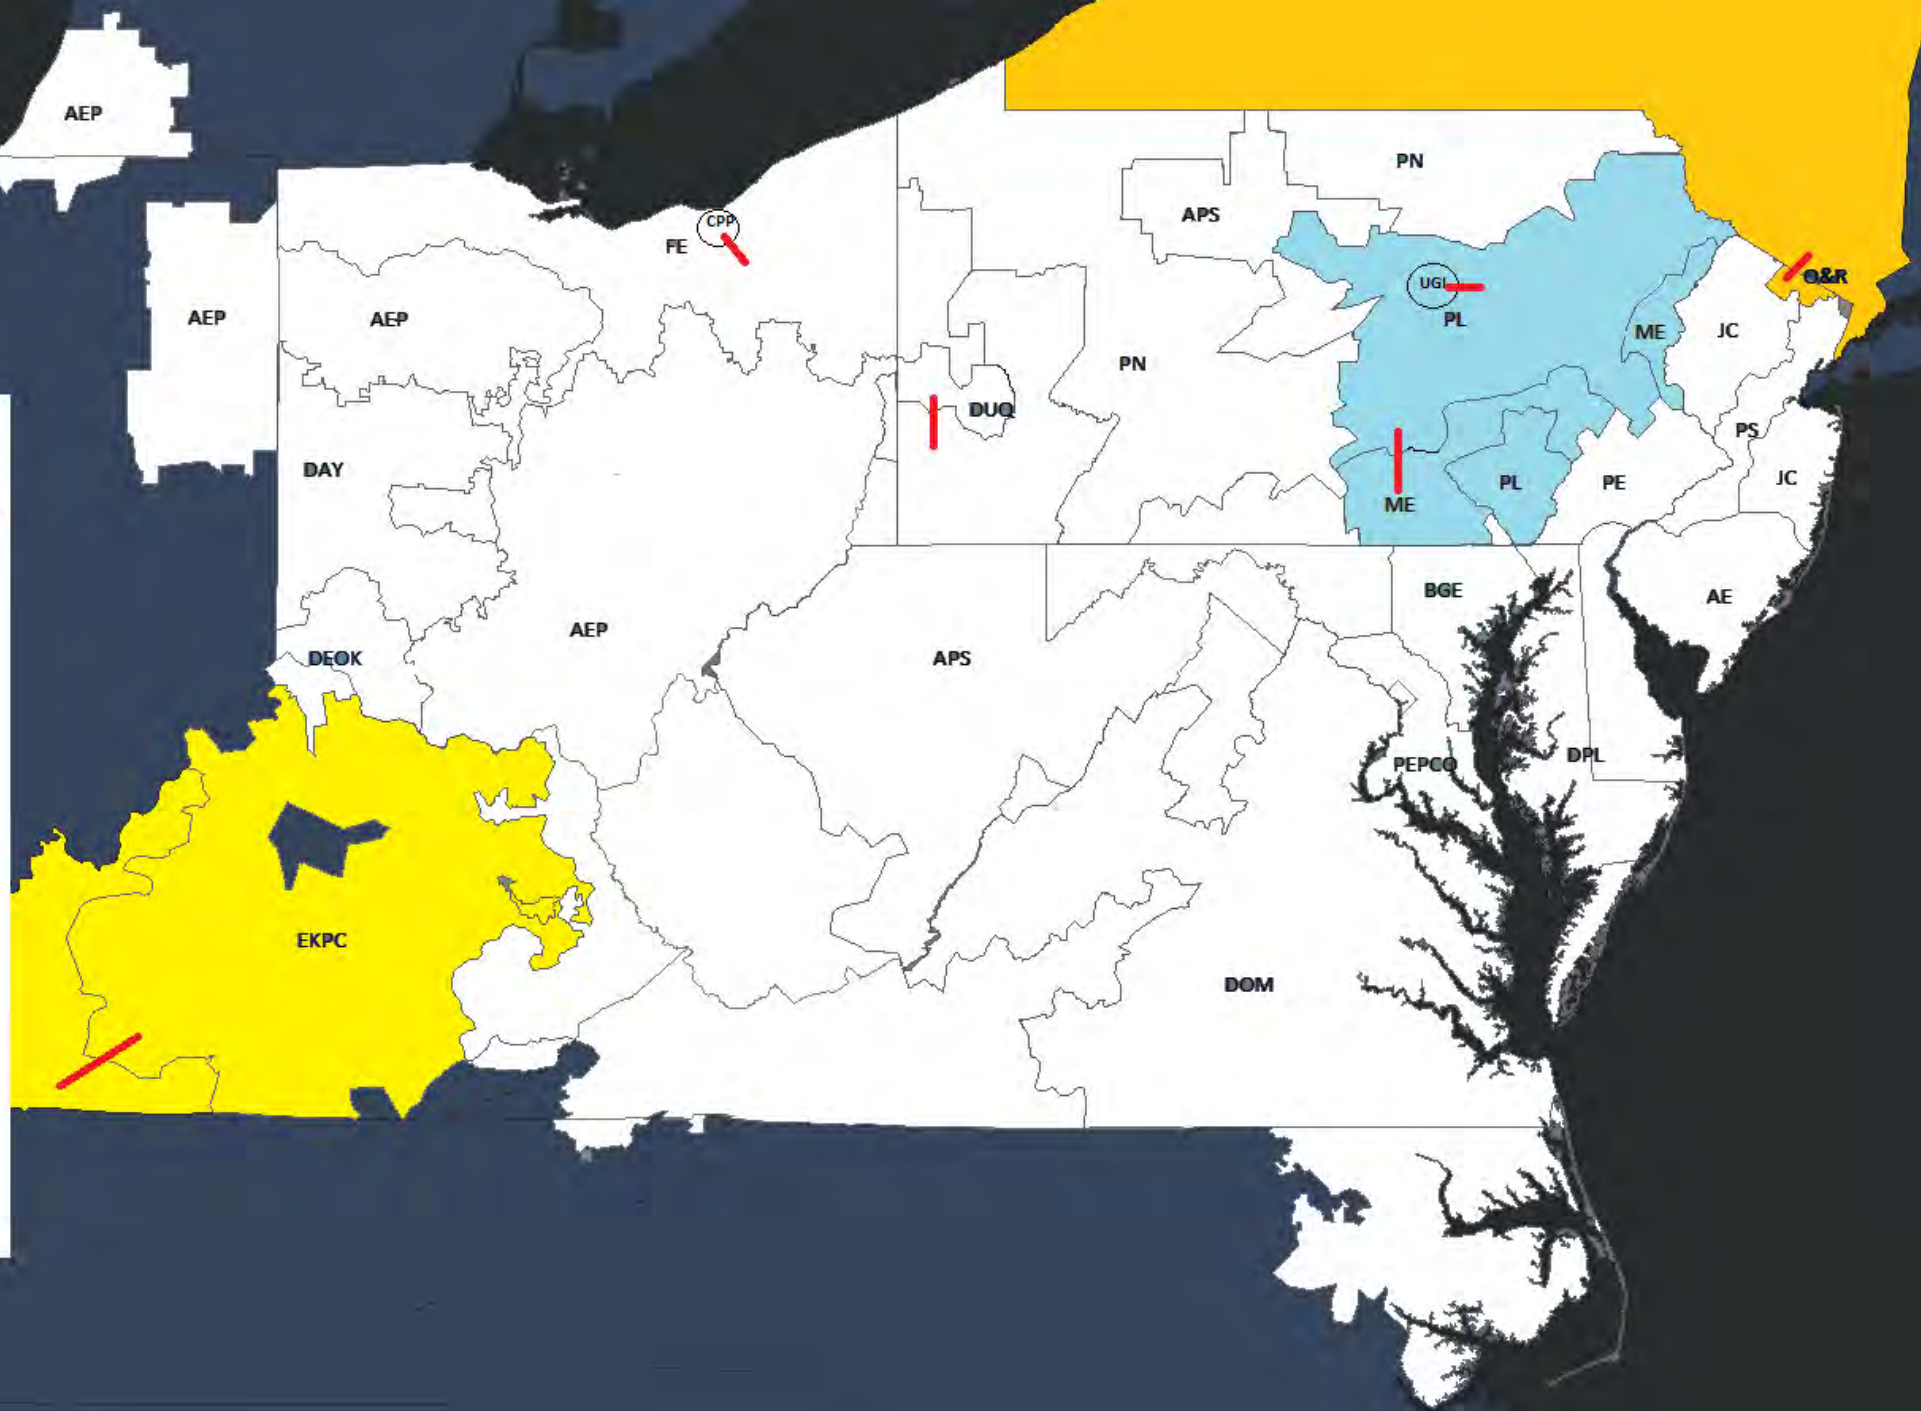 AEP
PN
APS
CPP
FE
O&R
UGI
AEP
AEP
PL
ME
JC
PN
DUQ
PS
DAY
PL
PE
JC
ME
BGE
AE
AEP
DEOK
APS
DPL
PEPCO
EKPC
DOM